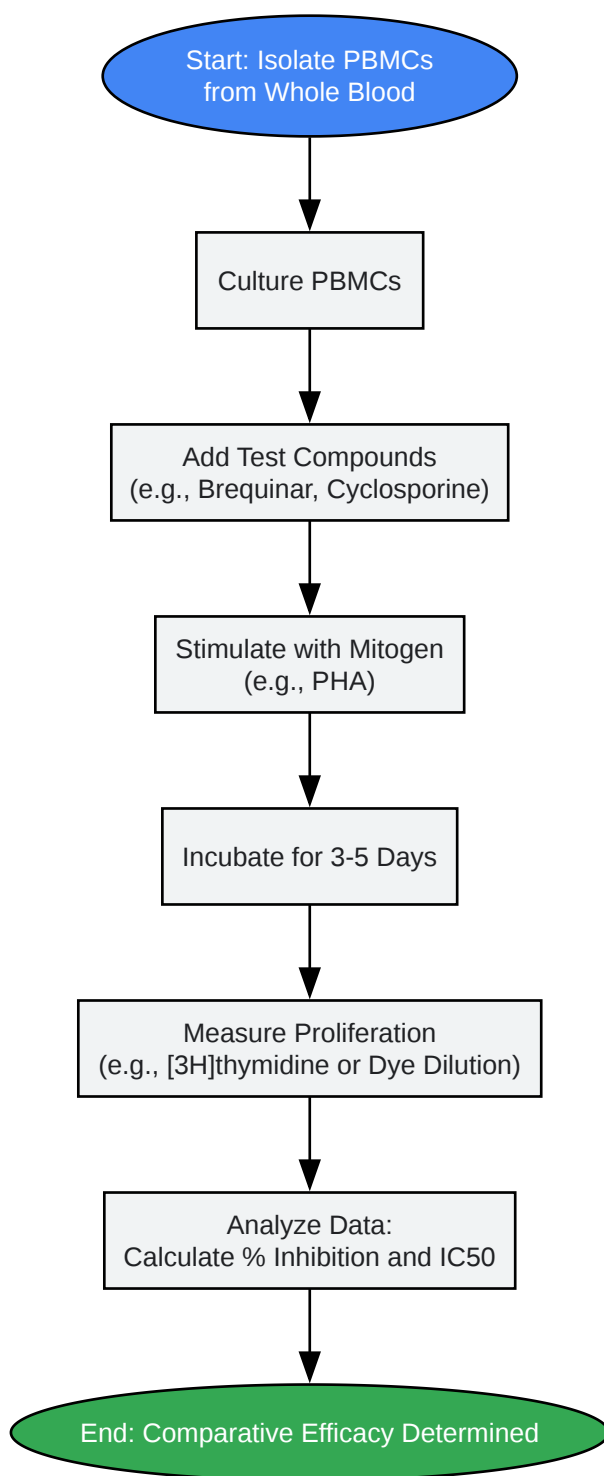 Start: Isolate PBMCs
from Whole Blood
Culture PBMCs
Add Test Compounds
(e.g., Brequinar, Cyclosporine)
Stimulate with Mitogen
(e.g., PHA)
Incubate for 3-5 Days
Measure Proliferation
(e.g., [3H]thymidine or Dye Dilution)
Analyze Data:
Calculate % Inhibition and IC50
End: Comparative Efficacy Determined